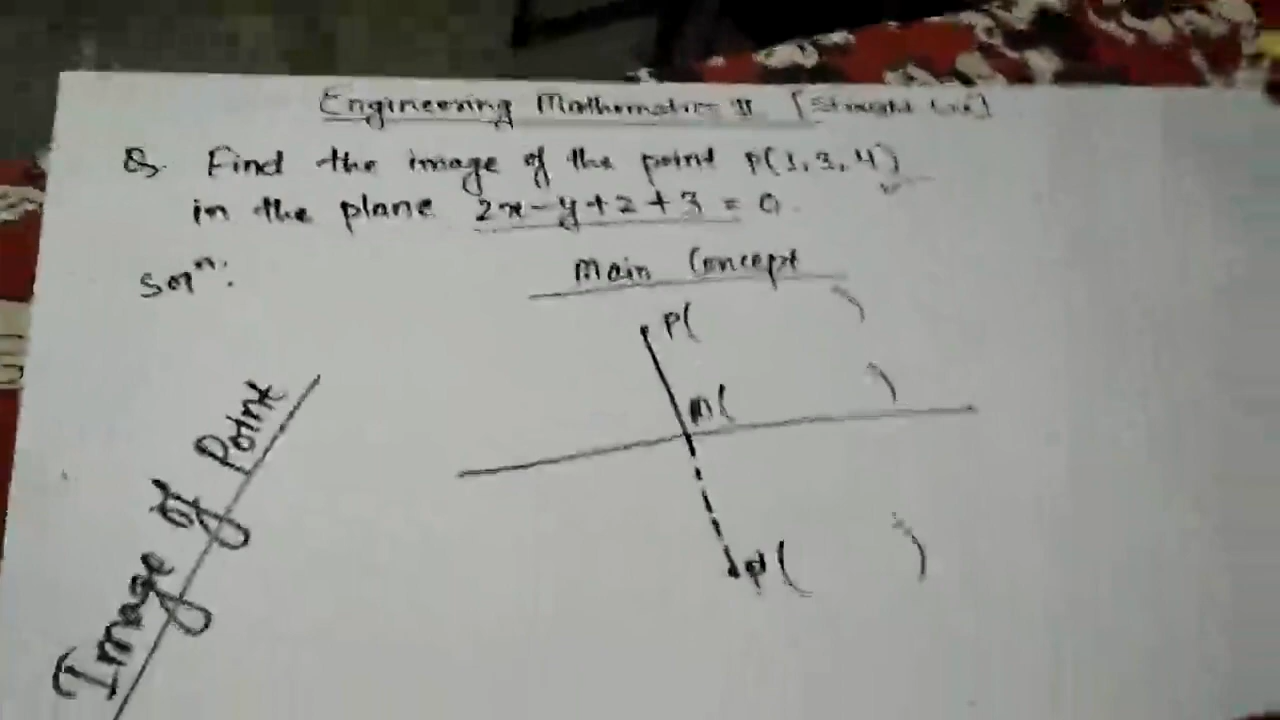 Engineering Mathematics II [Straight Line]
Q. Find the image of the point P(1,3,4)
in the plane 2x-y+z+3=0.
Solⁿ:
Main Concept
P( )
M( )
P'( )
Image of Point